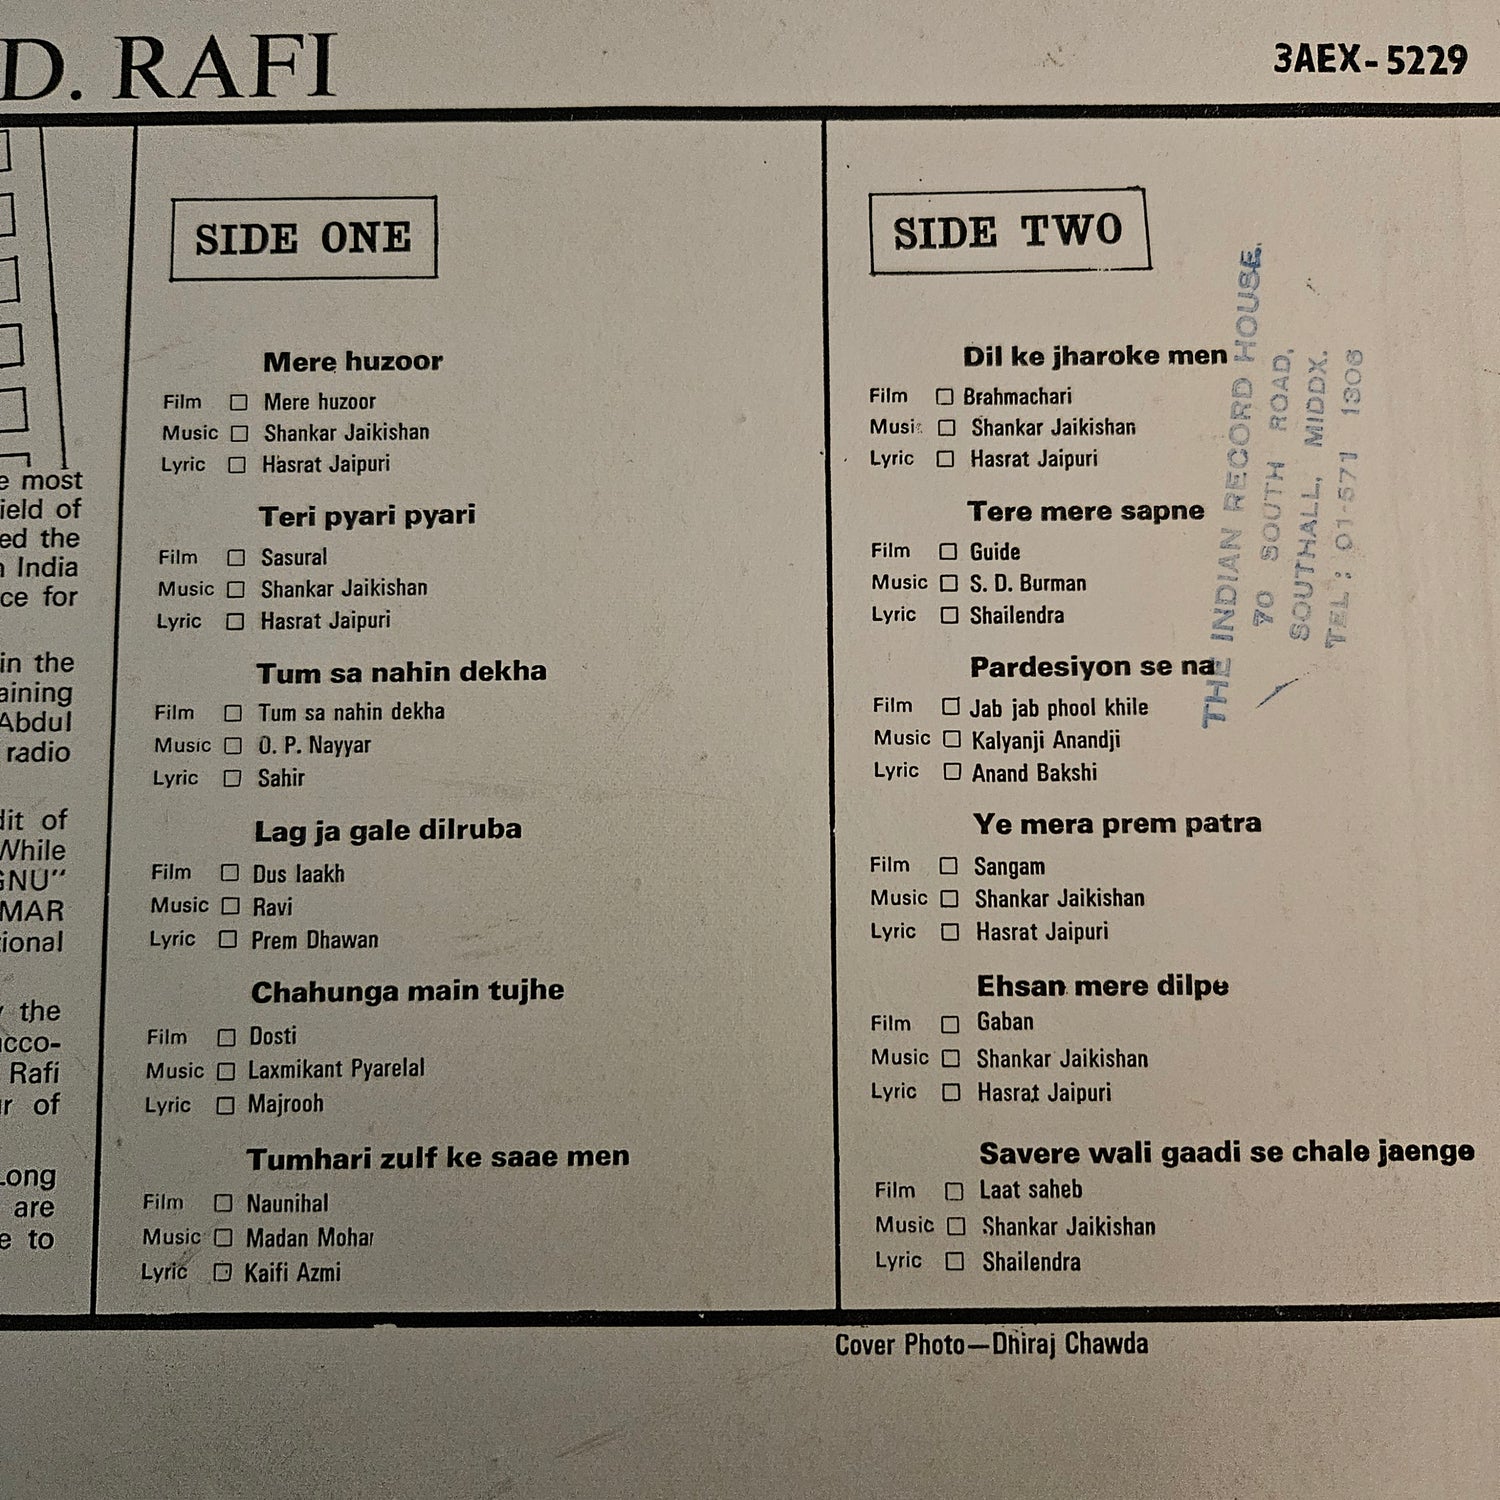 D. RAFI
3AEX-5229
e most
ield of
ed the
India
ce for
in the
aining
Abdul
radio
dit of
While
GNU"
MAR
tional
the
ucco-
Rafi
ur of
Long
are
e to
SIDE ONE
Mere huzoor
Film □ Mere huzoor
Music □ Shankar Jaikishan
Lyric □ Hasrat Jaipuri
Teri pyari pyari
Film □ Sasural
Music □ Shankar Jaikishan
Lyric □ Hasrat Jaipuri
Tum sa nahin dekha
Film □ Tum sa nahin dekha
Music □ O. P. Nayyar
Lyric □ Sahir
Lag ja gale dilruba
Film □ Dus laakh
Music □ Ravi
Lyric □ Prem Dhawan
Chahunga main tujhe
Film □ Dosti
Music □ Laxmikant Pyarelal
Lyric □ Majrooh
Tumhari zulf ke saae men
Film □ Naunihal
Music □ Madan Mohan
Lyric □ Kaifi Azmi
SIDE TWO
Dil ke jharoke men
Film □ Brahmachari
Music □ Shankar Jaikishan
Lyric □ Hasrat Jaipuri
Tere mere sapne
Film □ Guide
Music □ S. D. Burman
Lyric □ Shailendra
Pardesiyon se na
Film □ Jab jab phool khile
Music □ Kalyanji Anandji
Lyric □ Anand Bakshi
Ye mera prem patra
Film □ Sangam
Music □ Shankar Jaikishan
Lyric □ Hasrat Jaipuri
Ehsan mere dilpe
Film □ Gaban
Music □ Shankar Jaikishan
Lyric □ Hasrat Jaipuri
Savere wali gaadi se chale jaenge
Film □ Laat saheb
Music □ Shankar Jaikishan
Lyric □ Shailendra
THE INDIAN RECORD HOUSE.
70 SOUTH ROAD,
SOUTHALL, MIDDX.
TEL: 01-571 1306
Cover Photo—Dhiraj Chawda